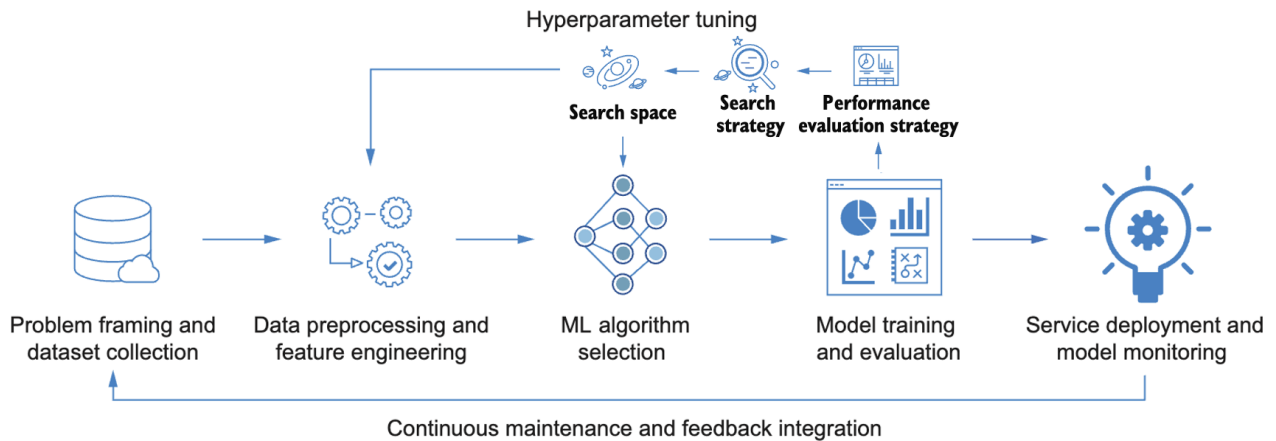 Hyperparameter tuning
Search space
Search
strategy
Performance
evaluation strategy
Problem framing and
dataset collection
Data preprocessing and
feature engineering
ML algorithm
selection
Model training
and evaluation
Service deployment and
model monitoring
Continuous maintenance and feedback integration